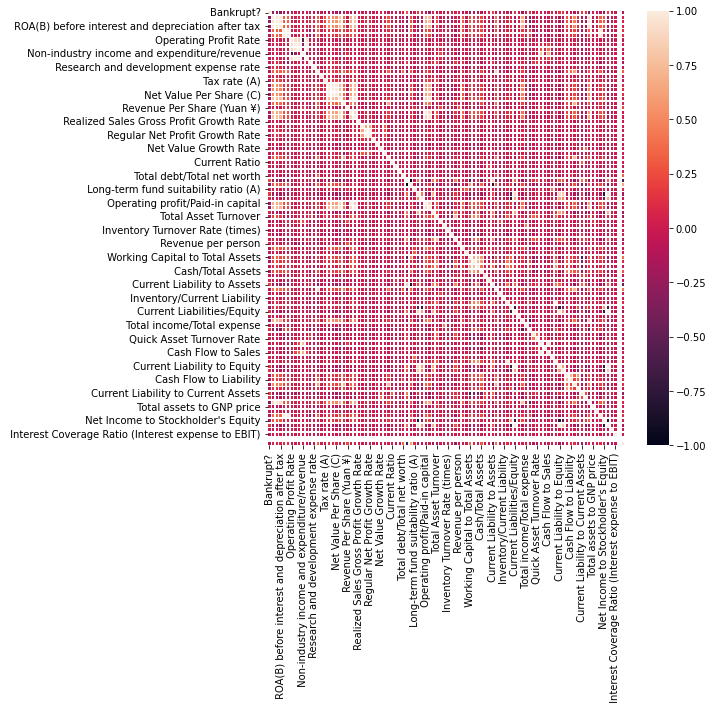 Bankrupt?
ROA(B) before interest and depreciation after tax
Operating Profit Rate
Non-industry income and expenditure/revenue
Research and development expense rate
Tax rate (A)
Net Value Per Share (C)
Revenue Per Share (Yuan ¥)
Realized Sales Gross Profit Growth Rate
Regular Net Profit Growth Rate
Net Value Growth Rate
Current Ratio
Total debt/Total net worth
Long-term fund suitability ratio (A)
Operating profit/Paid-in capital
Total Asset Turnover
Inventory Turnover Rate (times)
Revenue per person
Working Capital to Total Assets
Cash/Total Assets
Current Liability to Assets
Inventory/Current Liability
Current Liabilities/Equity
Total income/Total expense
Quick Asset Turnover Rate
Cash Flow to Sales
Current Liability to Equity
Cash Flow to Liability
Current Liability to Current Assets
Total assets to GNP price
Net Income to Stockholder's Equity
Interest Coverage Ratio (Interest expense to EBIT)
Bankrupt?
ROA(B) before interest and depreciation after tax
Operating Profit Rate
Non-industry income and expenditure/revenue
Research and development expense rate
Tax rate (A)
Net Value Per Share (C)
Revenue Per Share (Yuan ¥)
Realized Sales Gross Profit Growth Rate
Regular Net Profit Growth Rate
Net Value Growth Rate
Current Ratio
Total debt/Total net worth
Long-term fund suitability ratio (A)
Operating profit/Paid-in capital
Total Asset Turnover
Inventory Turnover Rate (times)
Revenue per person
Working Capital to Total Assets
Cash/Total Assets
Current Liability to Assets
Inventory/Current Liability
Current Liabilities/Equity
Total income/Total expense
Quick Asset Turnover Rate
Cash Flow to Sales
Current Liability to Equity
Cash Flow to Liability
Current Liability to Current Assets
Total assets to GNP price
Net Income to Stockholder's Equity
Interest Coverage Ratio (Interest expense to EBIT)
1.00
0.75
0.50
0.25
0.00
−0.25
−0.50
−0.75
−1.00